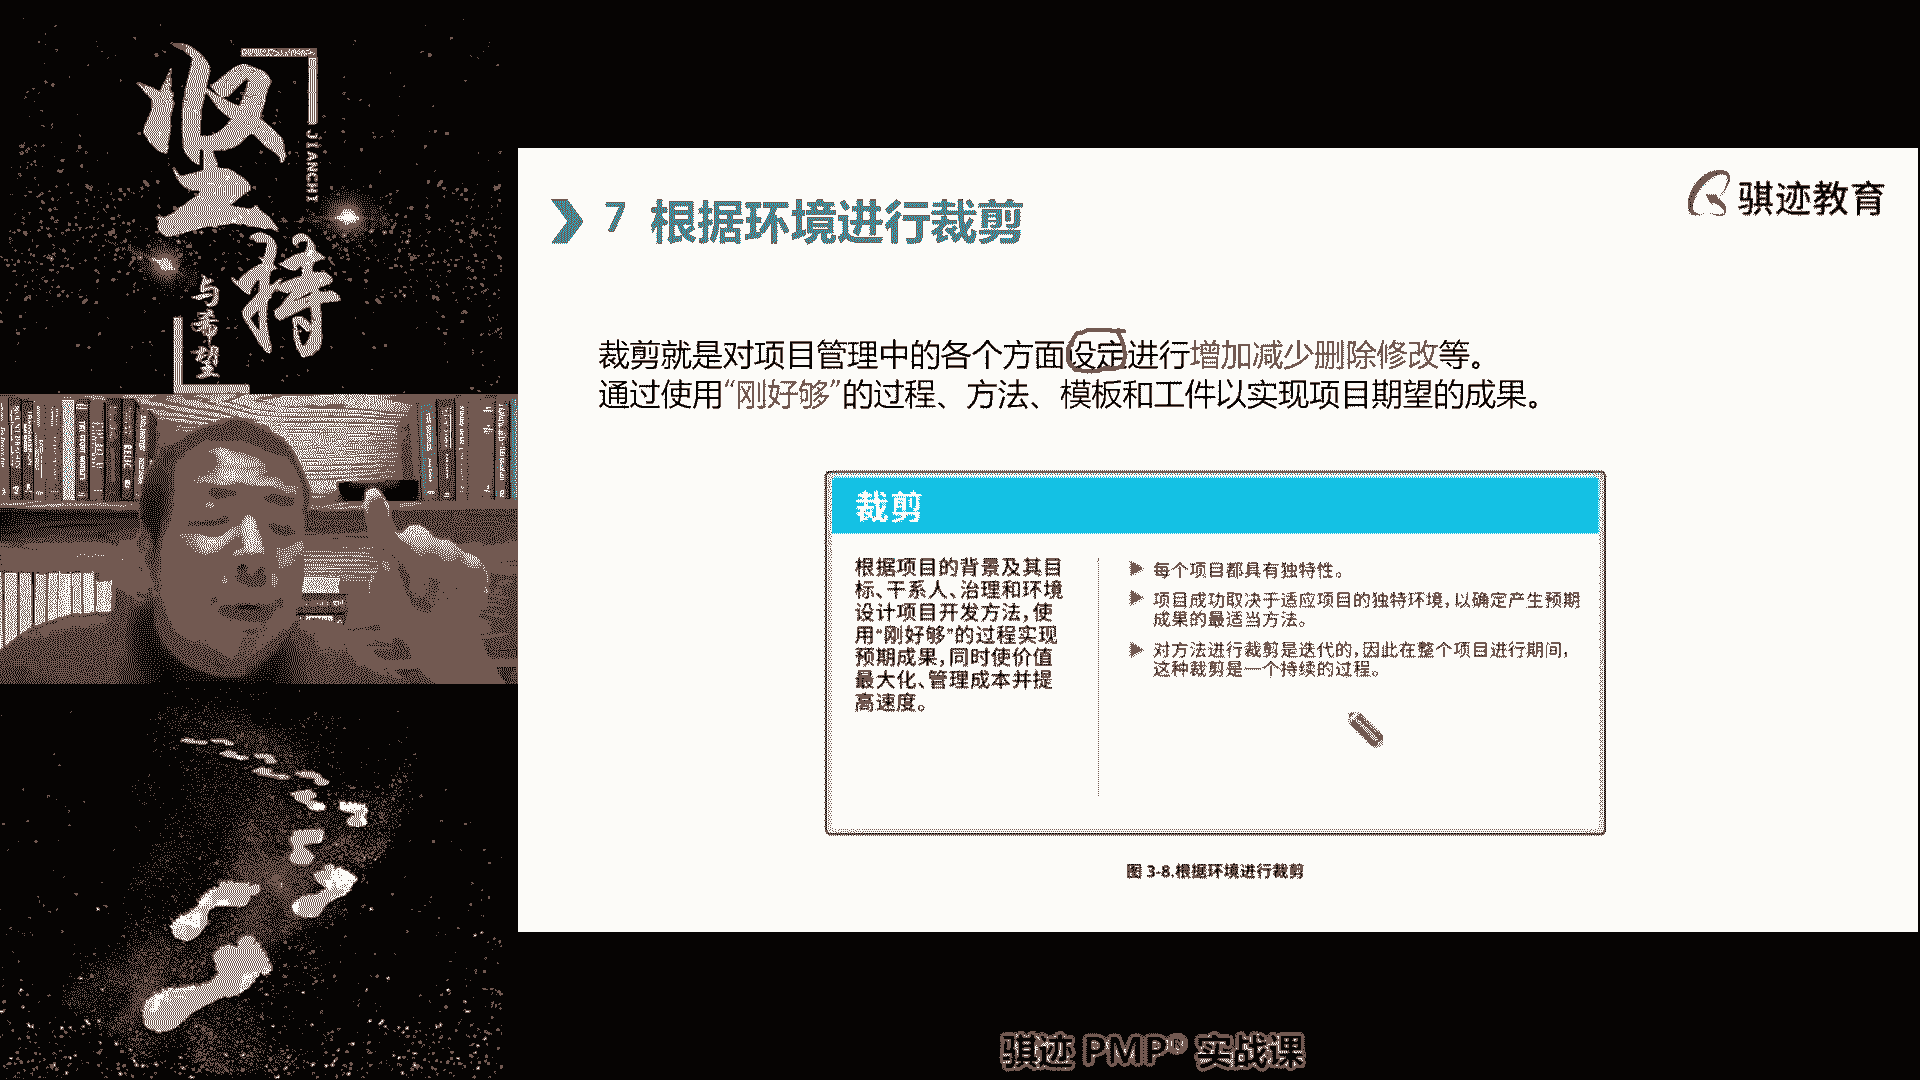 坚持
JIANCHI
与希望
骐迹教育
7 根据环境进行裁剪
裁剪就是对项目管理中的各个方面设定进行增加减少删除修改等。
通过使用“刚好够”的过程、方法、模板和工件以实现项目期望的成果。
裁剪
根据项目的背景及其目
标、干系人、治理和环境
设计项目开发方法，使
用“刚好够”的过程实现
预期成果，同时使价值
最大化、管理成本并提
高速度。
每个项目都具有独特性。
项目成功取决于适应项目的独特环境，以确定产生预期
成果的最适当方法。
对方法进行裁剪是迭代的，因此在整个项目进行期间，
这种裁剪是一个持续的过程。
图 3-8.根据环境进行裁剪
骐迹 PMP® 实战课